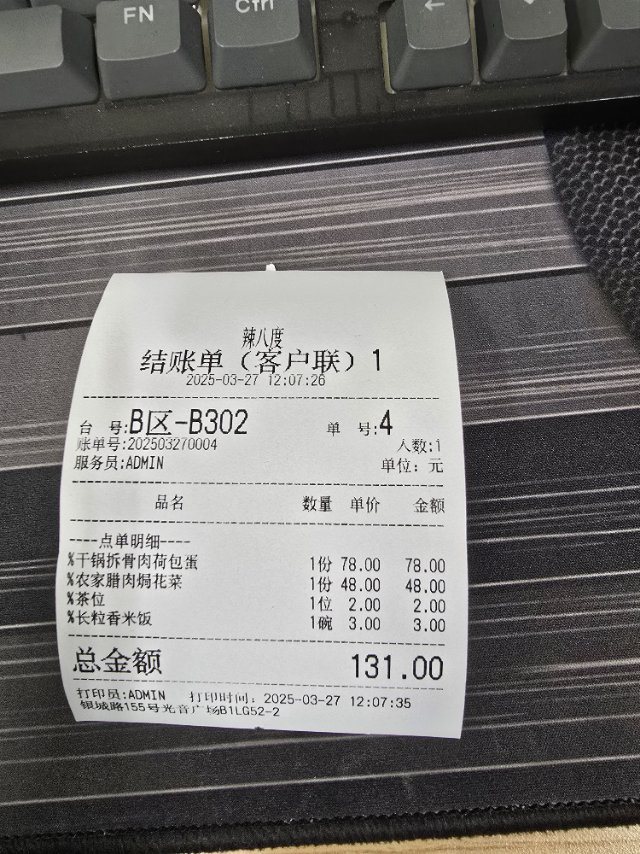 FN
Ctrl
←
辣八度
结账单（客户联）1
2025-03-27 12:07:26
台 号:B区-B302 单 号:4
账单号:202503270004 人数:1
服务员:ADMIN 单位: 元
品名 数量 单价 金额
----点单明细----
%干锅拆骨肉荷包蛋 1份 78.00 78.00
%农家腊肉焗花菜 1份 48.00 48.00
%茶位 1位 2.00 2.00
%长粒香米饭 1碗 3.00 3.00
总金额 131.00
打印员:ADMIN 打印时间: 2025-03-27 12:07:35
银城路155号光音广场B1LG52-2